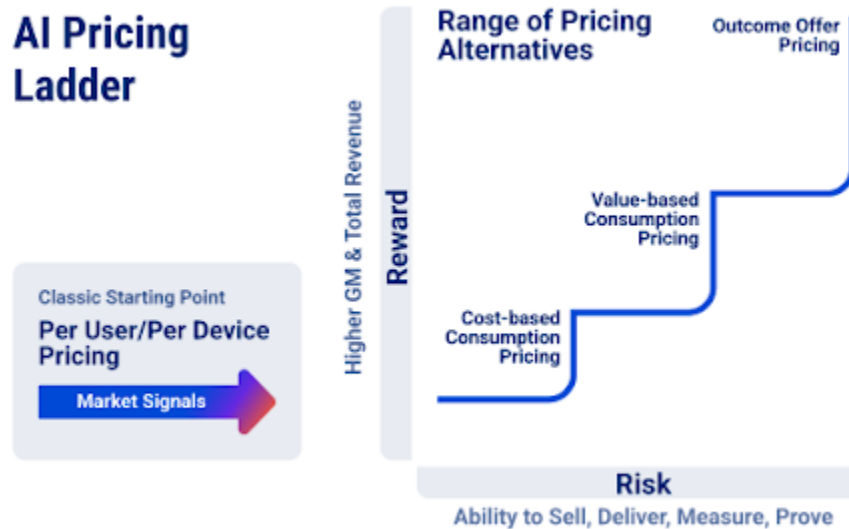 AI Pricing
Ladder
Classic Starting Point
Per User/Per Device
Pricing
Market Signals
Higher GM & Total Revenue
Reward
Range of Pricing
Alternatives
Outcome Offer
Pricing
Value-based
Consumption
Pricing
Cost-based
Consumption
Pricing
Risk
Ability to Sell, Deliver, Measure, Prove